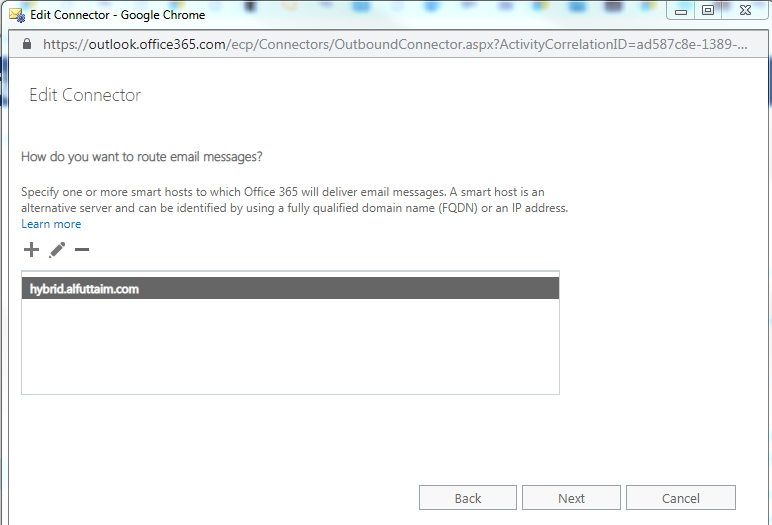 Edit Connector - Google Chrome
https://outlook.office365.com/ecp/Connectors/OutboundConnector.aspx?ActivityCorrelationID=ad587c8e-1389-...
Edit Connector
How do you want to route email messages?
Specify one or more smart hosts to which Office 365 will deliver email messages. A smart host is an
alternative server and can be identified by using a fully qualified domain name (FQDN) or an IP address.
Learn more
hybrid.alfuttaim.com
Back Next Cancel